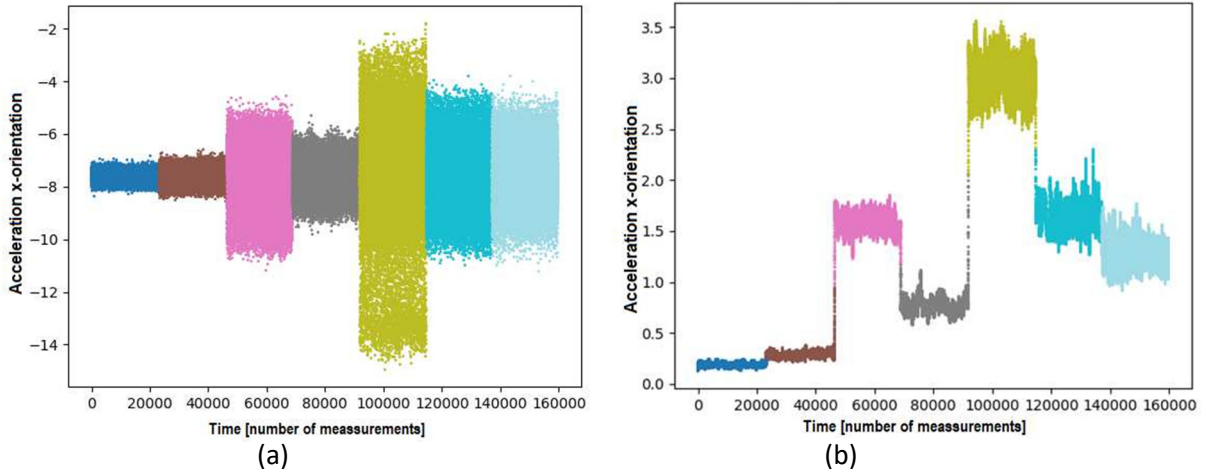 −2
−4
−6
−8
−10
−12
−14
Acceleration x-orientation
0 20000 40000 60000 80000 100000 120000 140000 160000
Time [number of meassurements]
(a)
3.5
3.0
2.5
2.0
1.5
1.0
0.5
0.0
Acceleration x-orientation
0 20000 40000 60000 80000 100000 120000 140000 160000
Time [number of meassurements]
(b)